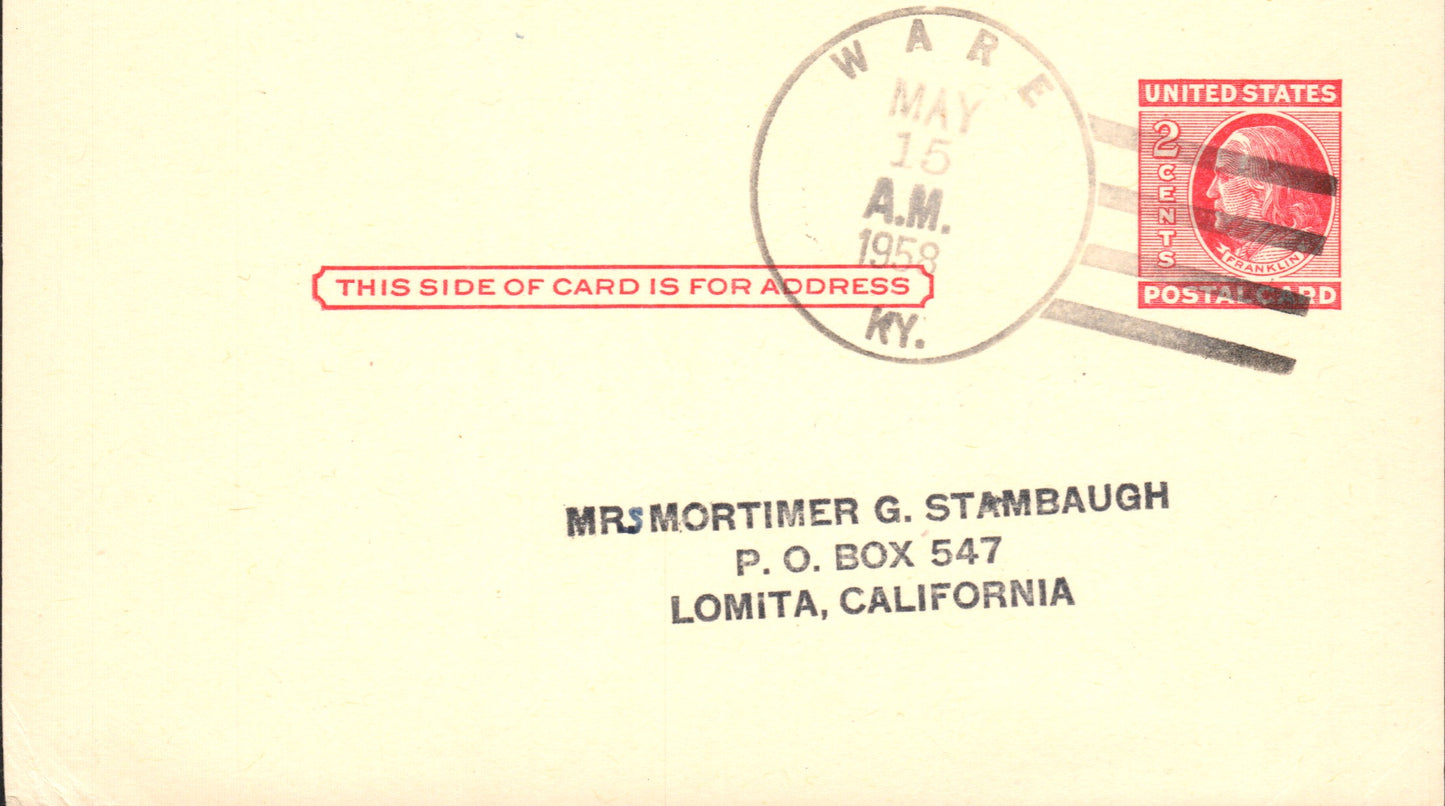 WARE
MAY
15
A.M.
1958
KY.
UNITED STATES
2 CENTS
FRANKLIN
POSTAL CARD
THIS SIDE OF CARD IS FOR ADDRESS
MR.S MORTIMER G. STAMBAUGH
P. O. BOX 547
LOMiTA, CALIFORNIA